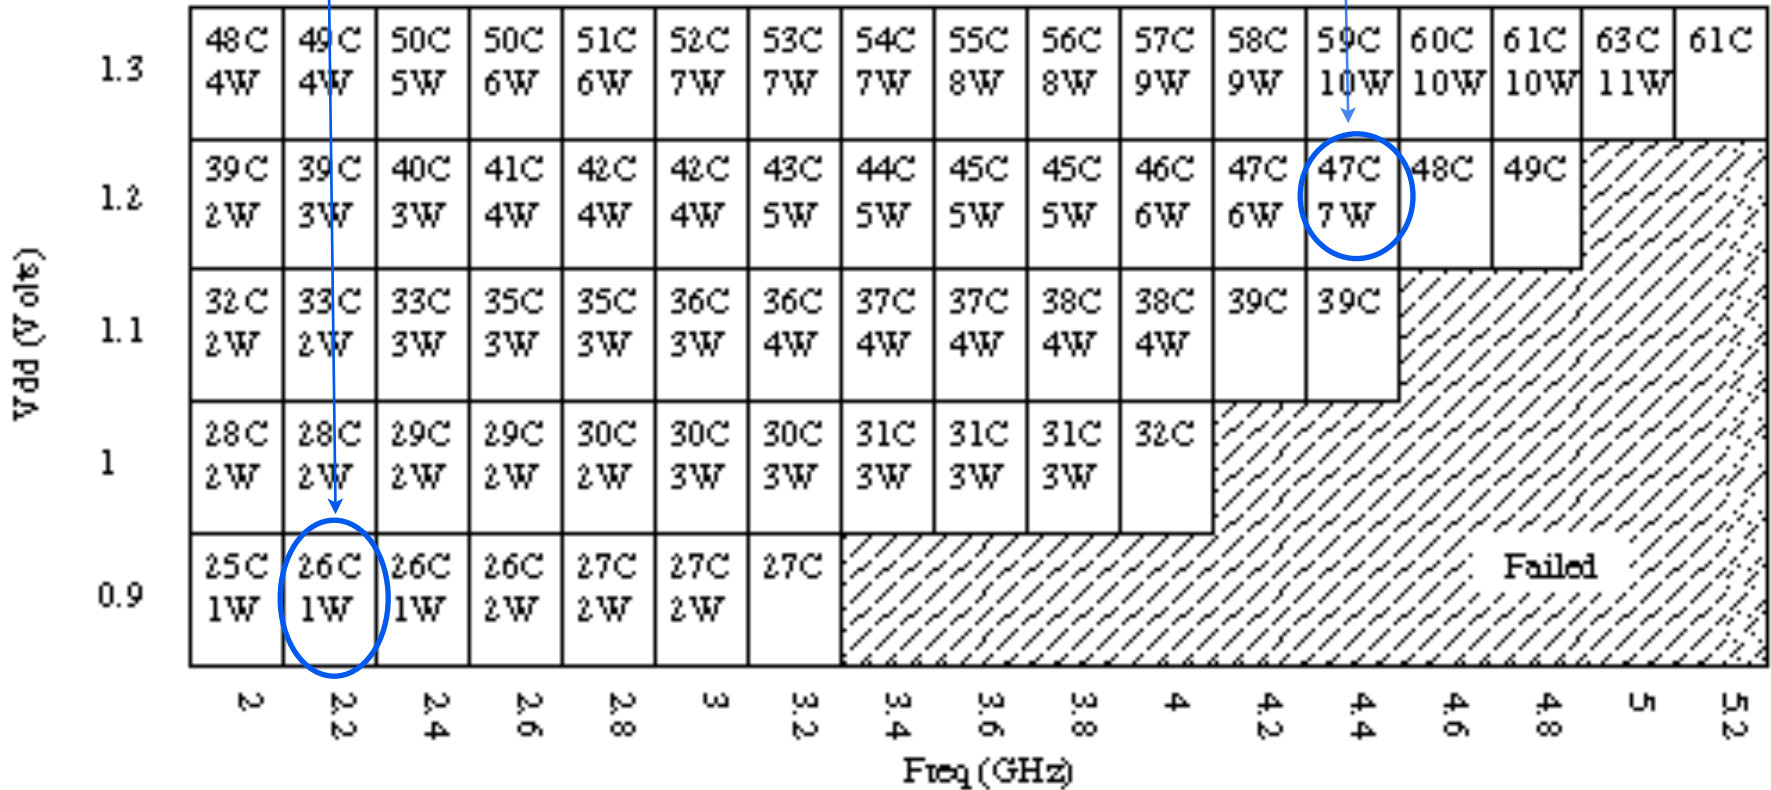 48C 49C 50C 50C 51C 52C 53C 54C 55C 56C 57C 58C 59C 60C 61C 63C 61C
1.3
4W 4W 5W 6W 6W 7W 7W 7W 8W 8W 9W 9W 10W 10W 10W 11W
39C 39C 40C 41C 42C 42C 43C 44C 45C 45C 46C 47C 47C 48C 49C
1.2
2W 3W 3W 4W 4W 4W 5W 5W 5W 5W 6W 6W 7W
32C 33C 33C 35C 35C 36C 36C 37C 37C 38C 38C 39C 39C
1.1
2W 2W 3W 3W 3W 3W 4W 4W 4W 4W 4W
28C 28C 29C 29C 30C 30C 30C 31C 31C 31C 32C
1
2W 2W 2W 2W 2W 3W 3W 3W 3W 3W
25C 26C 26C 26C 27C 27C 27C
Failed
0.9
1W 1W 1W 2W 2W 2W
2 2.2 2.4 2.6 2.8 3 3.2 3.4 3.6 3.8 4 4.2 4.4 4.6 4.8 5 5.2
Freq (GHz)
Vdd (Volts)